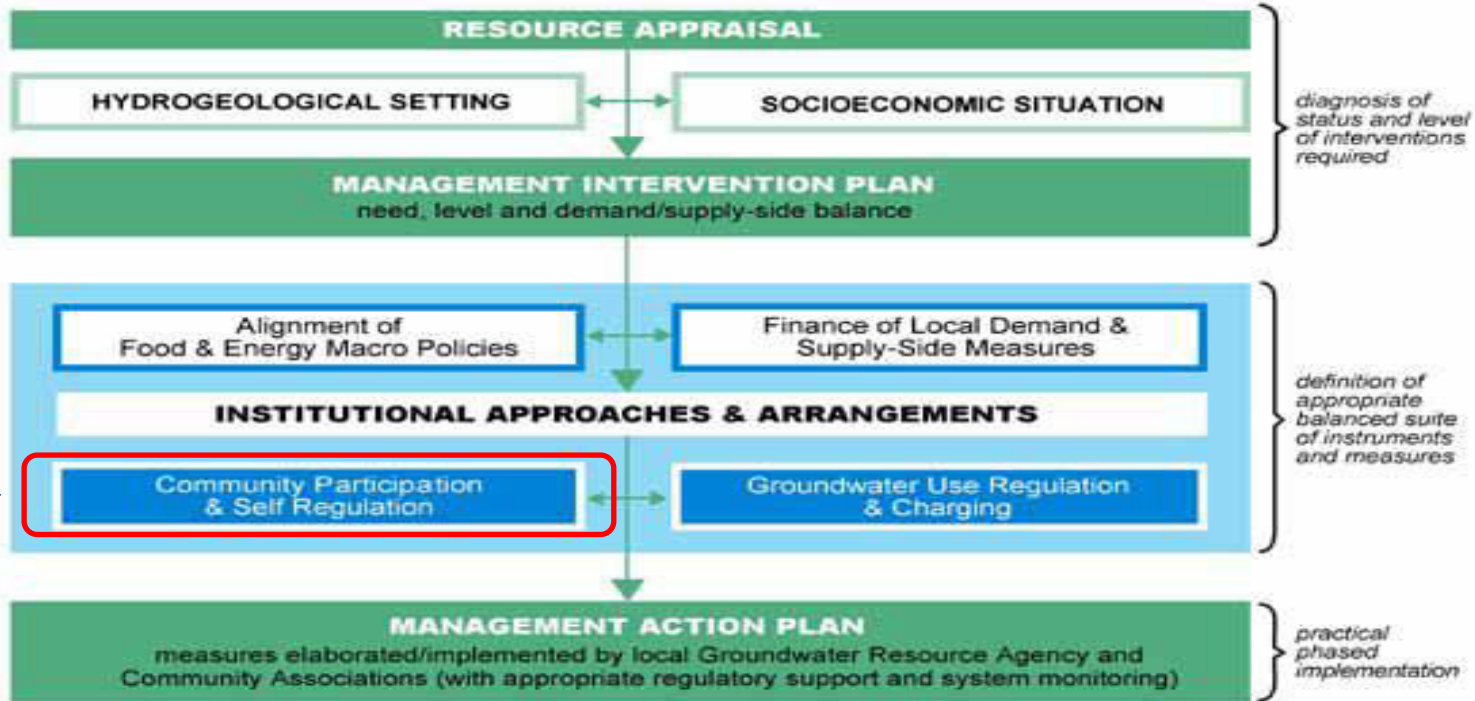 RESOURCE APPRAISAL
HYDROGEOLOGICAL SETTING
SOCIOECONOMIC SITUATION
diagnosis of
status and level
of interventions
required
MANAGEMENT INTERVENTION PLAN
need, level and demand/supply-side balance
Alignment of
Food & Energy Macro Policies
Finance of Local Demand &
Supply-Side Measures
INSTITUTIONAL APPROACHES & ARRANGEMENTS
definition of
appropriate
balanced suite
of instruments
and measures
Community Participation
& Self Regulation
Groundwater Use Regulation
& Charging
MANAGEMENT ACTION PLAN
measures elaborated/implemented by local Groundwater Resource Agency and
Community Associations (with appropriate regulatory support and system monitoring)
practical
phased
implementation